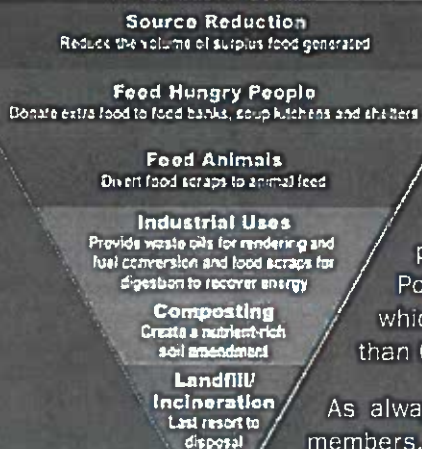 Source Reduction
Reduce the volume of surplus food generated
Feed Hungry People
Donate extra food to food banks, soup kitchens and shelters
Feed Animals
Divert food scraps to animal feed
Industrial Uses
Provide waste oils for rendering and
fuel conversion and food scraps for
digestion to recover energy
Composting
Create a nutrient-rich
soil amendment
Landfill/
Incineration
Last resort to
disposal
which
than
As
members.